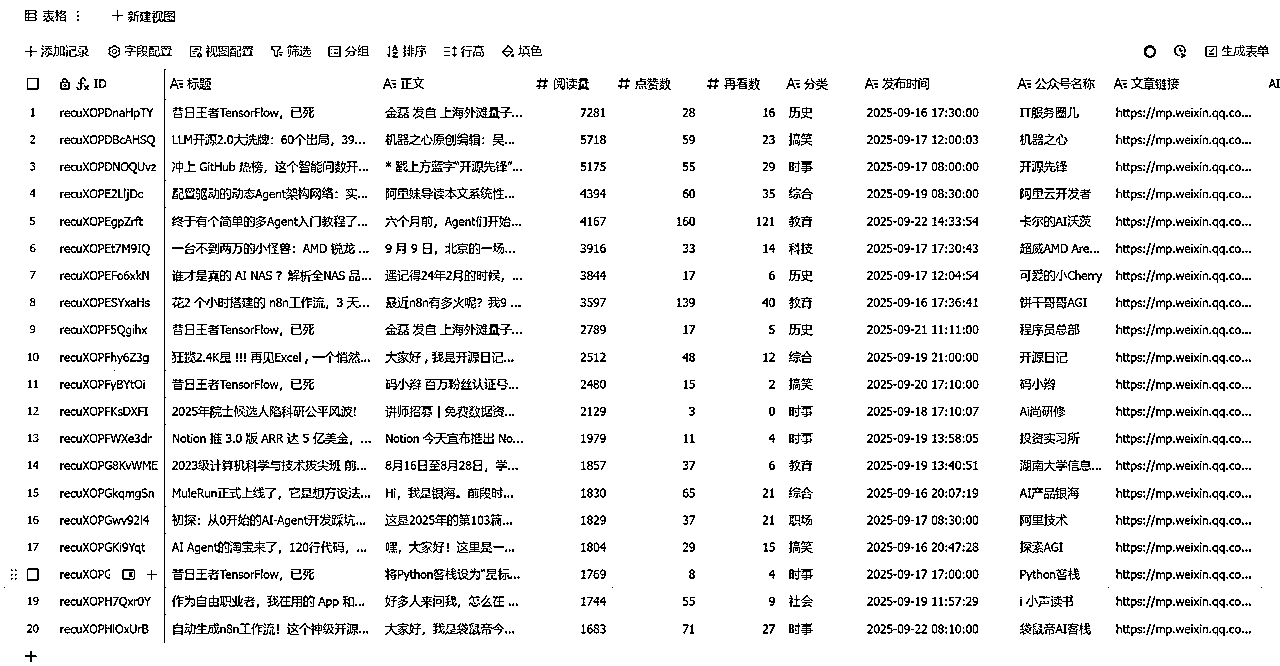 表格 ⋮ + 新建视图
+ 添加记录 字段配置 视图配置 筛选 分组 排序 行高 填色 生成表单
ID 标题 正文 # 阅读量 # 点赞数 # 再看数 分类 发布时间 公众号名称 文章链接 AI
1 recuXOPDnaHpTY 昔日王者TensorFlow，已死 金磊 发自 上海外滩量子... 7281 28 16 历史 2025-09-16 17:30:00 IT服务圈儿 https://mp.weixin.qq.co...
2 recuXOPDBcAHSQ LLM开源2.0大洗牌：60个出局，39... 机器之心原创编辑：吴... 5718 59 23 搞笑 2025-09-17 12:00:03 机器之心 https://mp.weixin.qq.co...
3 recuXOPDNOQUvz 冲上 GitHub 热榜，这个智能问数开... * 戳上方蓝字“开源先锋”... 5175 55 29 时事 2025-09-17 08:00:00 开源先锋 https://mp.weixin.qq.co...
4 recuXOPE2LljDc 配置驱动的动态Agent架构网络：实... 阿里妹导读本文系统性... 4394 60 35 综合 2025-09-19 08:30:00 阿里云开发者 https://mp.weixin.qq.co...
5 recuXOPEgpZrft 终于有个简单的多Agent入门教程了... 六个月前，Agent们开始... 4167 160 121 教育 2025-09-22 14:33:54 卡尔的AI沃茨 https://mp.weixin.qq.co...
6 recuXOPEt7M9IQ 一台不到两万的小怪兽：AMD 锐龙 ... 9 月 9 日，北京的一场... 3916 33 14 科技 2025-09-17 17:30:43 超威AMD Are... https://mp.weixin.qq.co...
7 recuXOPEFo6xkN 谁才是真的 AI NAS？解析全NAS 品... 遥记得24年2月的时候，... 3844 17 6 历史 2025-09-17 12:04:54 可爱的小Cherry https://mp.weixin.qq.co...
8 recuXOPESYxaHs 花2 个小时搭建的 n8n工作流，3 天... 最近n8n有多火呢？我9 ... 3597 139 40 教育 2025-09-16 17:36:41 饼干哥哥AGI https://mp.weixin.qq.co...
9 recuXOPF5Qgihx 昔日王者TensorFlow，已死 金磊 发自 上海外滩量子... 2789 17 5 历史 2025-09-21 11:11:00 程序员总部 https://mp.weixin.qq.co...
10 recuXOPFhy6Z3g 狂揽2.4K星 !!! 再见Excel，一个悄然... 大家好，我是开源日记... 2512 48 12 综合 2025-09-19 21:00:00 开源日记 https://mp.weixin.qq.co...
11 recuXOPFyBYtOi 昔日王者TensorFlow，已死 码小辫 百万粉丝认证号... 2480 15 2 搞笑 2025-09-20 17:10:00 码小辫 https://mp.weixin.qq.co...
12 recuXOPFKsDXFI 2025年院士候选人陷科研公平风波！ 讲师招募 | 免费数据资... 2129 3 0 时事 2025-09-18 17:10:07 Ai尚研修 https://mp.weixin.qq.co...
13 recuXOPFWXe3dr Notion 推 3.0 版 ARR 达 5 亿美金，... Notion 今天宣布推出 No... 1979 11 4 时事 2025-09-19 13:58:05 投资实习所 https://mp.weixin.qq.co...
14 recuXOPG8KvWME 2023级计算机科学与技术拔尖班 前... 8月16日至8月28日，学... 1857 37 6 教育 2025-09-19 13:40:51 湖南大学信息... https://mp.weixin.qq.co...
15 recuXOPGkqmgSn MuleRun正式上线了，它是想方设法... Hi，我是银海。前段时... 1830 65 21 综合 2025-09-16 20:07:19 AI产品银海 https://mp.weixin.qq.co...
16 recuXOPGwv92l4 初探：从0开始的AI-Agent开发踩坑... 这是2025年的第103篇... 1829 37 21 职场 2025-09-17 08:30:00 阿里技术 https://mp.weixin.qq.co...
17 recuXOPGKi9Yqt AI Agent的淘宝来了，120行代码，... 嘿，大家好！这里是一... 1804 29 15 搞笑 2025-09-16 20:47:28 探索AGI https://mp.weixin.qq.co...
recuXOPG 昔日王者TensorFlow，已死 将Python客栈设为“星标... 1769 8 4 时事 2025-09-17 17:00:00 Python客栈 https://mp.weixin.qq.co...
19 recuXOPH7Qxr0Y 作为自由职业者，我在用的 App 和... 好多人来问我，怎么在 ... 1744 55 9 社会 2025-09-19 11:57:29 i 小声读书 https://mp.weixin.qq.co...
20 recuXOPHlOxUrB 自动生成n8n工作流！这个神级开源... 大家好，我是袋鼠帝今... 1683 71 27 时事 2025-09-22 08:10:00 袋鼠帝AI客栈 https://mp.weixin.qq.co...
+